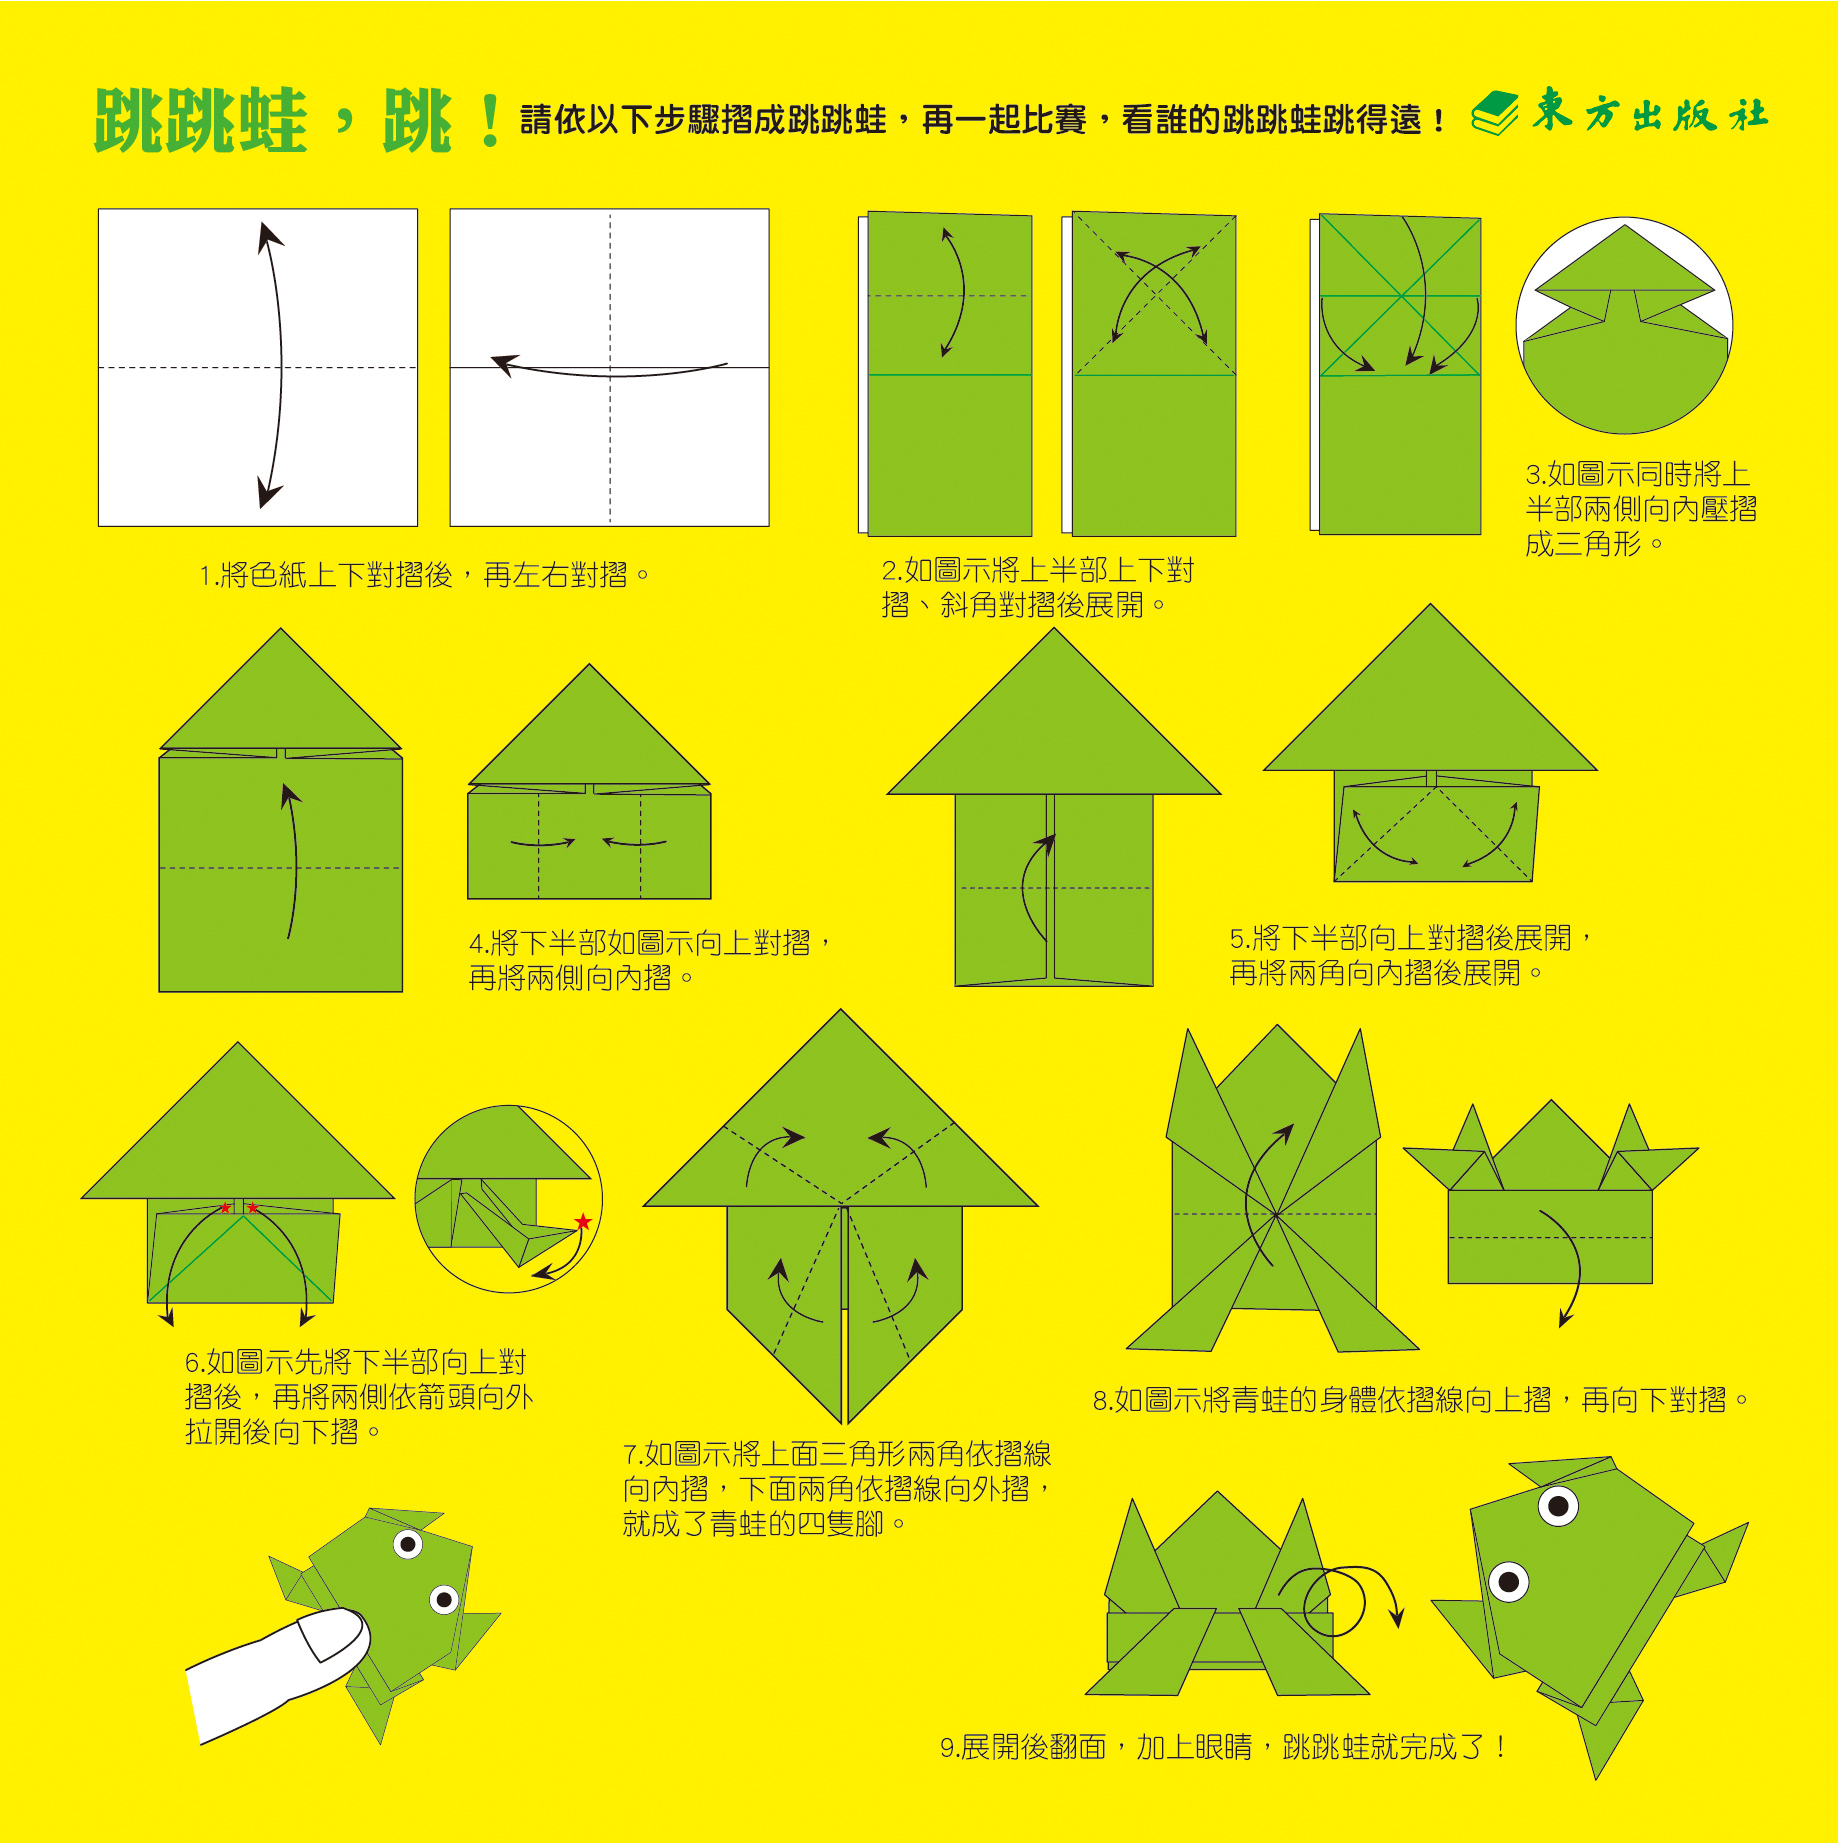 跳跳蛙，跳！
請依以下步驟摺成跳跳蛙，再一起比賽，看誰的跳跳蛙跳得遠！
東方出版社
1.將色紙上下對摺後，再左右對摺。
2.如圖示將上半部上下對
摺、斜角對摺後展開。
3.如圖示同時將上
半部兩側向內壓摺
成三角形。
4.將下半部如圖示向上對摺，
再將兩側向內摺。
5.將下半部向上對摺後展開，
再將兩角向內摺後展開。
6.如圖示先將下半部向上對
摺後，再將兩側依箭頭向外
拉開後向下摺。
7.如圖示將上面三角形兩角依摺線
向內摺，下面兩角依摺線向外摺，
就成了青蛙的四隻腳。
8.如圖示將青蛙的身體依摺線向上摺，再向下對摺。
9.展開後翻面，加上眼睛，跳跳蛙就完成了！